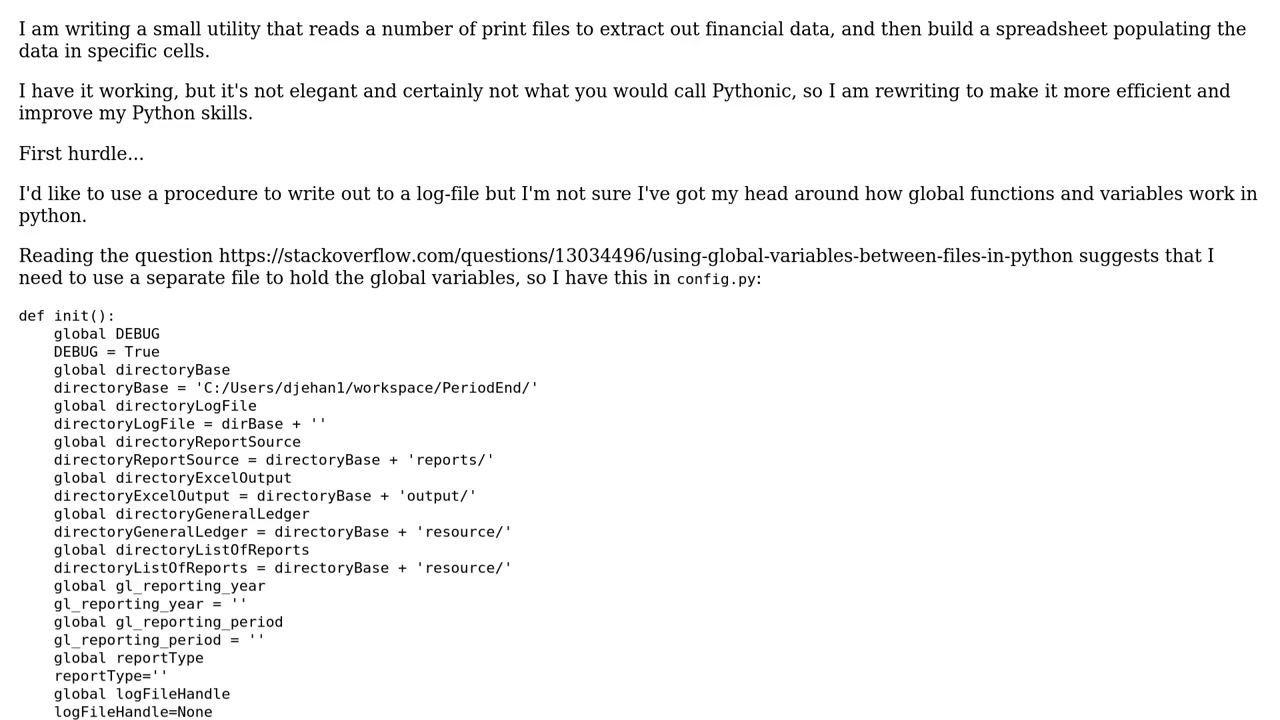 I am writing a small utility that reads a number of print files to extract out financial data, and then build a spreadsheet populating the
data in specific cells.
I have it working, but it's not elegant and certainly not what you would call Pythonic, so I am rewriting to make it more efficient and
improve my Python skills.
First hurdle...
I'd like to use a procedure to write out to a log-file but I'm not sure I've got my head around how global functions and variables work in
python.
Reading the question https://stackoverflow.com/questions/13034496/using-global-variables-between-files-in-python suggests that I
need to use a separate file to hold the global variables, so I have this in config.py:
def init():
    global DEBUG
    DEBUG = True
    global directoryBase
    directoryBase = 'C:/Users/djehan1/workspace/PeriodEnd/'
    global directoryLogFile
    directoryLogFile = dirBase + ''
    global directoryReportSource
    directoryReportSource = directoryBase + 'reports/'
    global directoryExcelOutput
    directoryExcelOutput = directoryBase + 'output/'
    global directoryGeneralLedger
    directoryGeneralLedger = directoryBase + 'resource/'
    global directoryListOfReports
    directoryListOfReports = directoryBase + 'resource/'
    global gl_reporting_year
    gl_reporting_year = ''
    global gl_reporting_period
    gl_reporting_period = ''
    global reportType
    reportType=''
    global logFileHandle
    logFileHandle=None